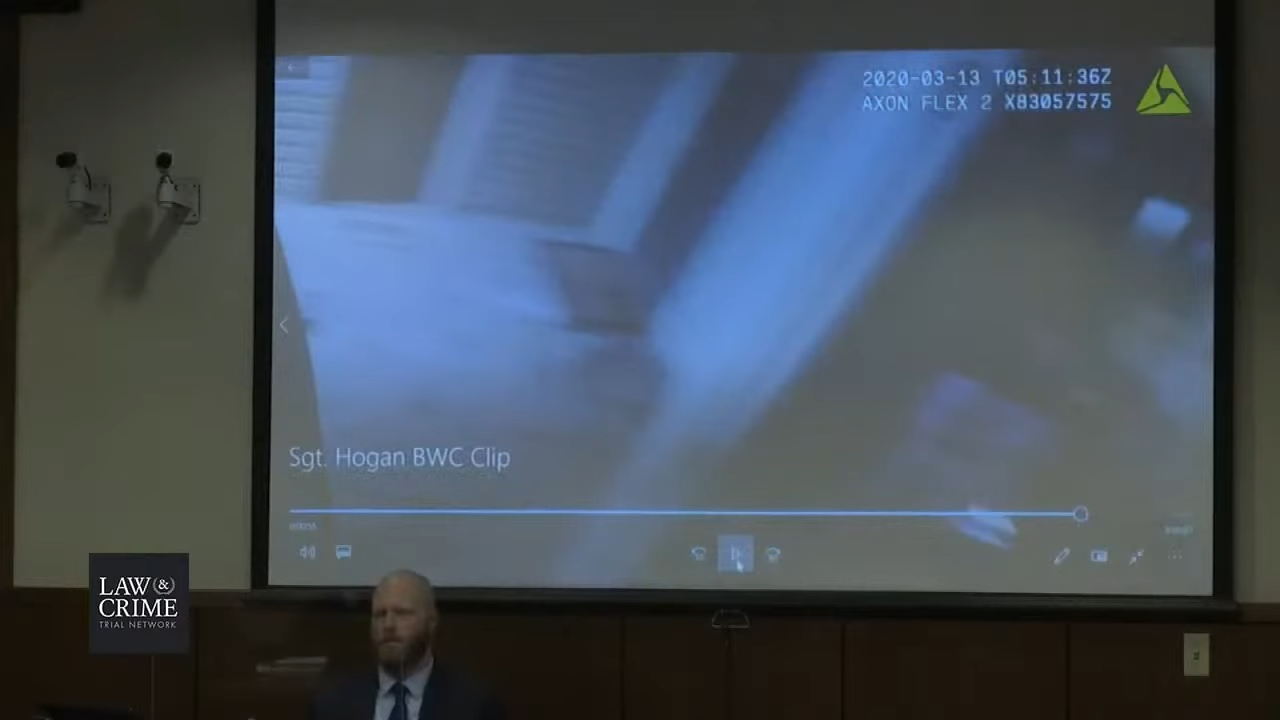 2020-03-13 T05:11:36Z
AXON FLEX 2 X83057575
Sgt. Hogan BWC Clip
LAW &
CRIME
TRIAL NETWORK